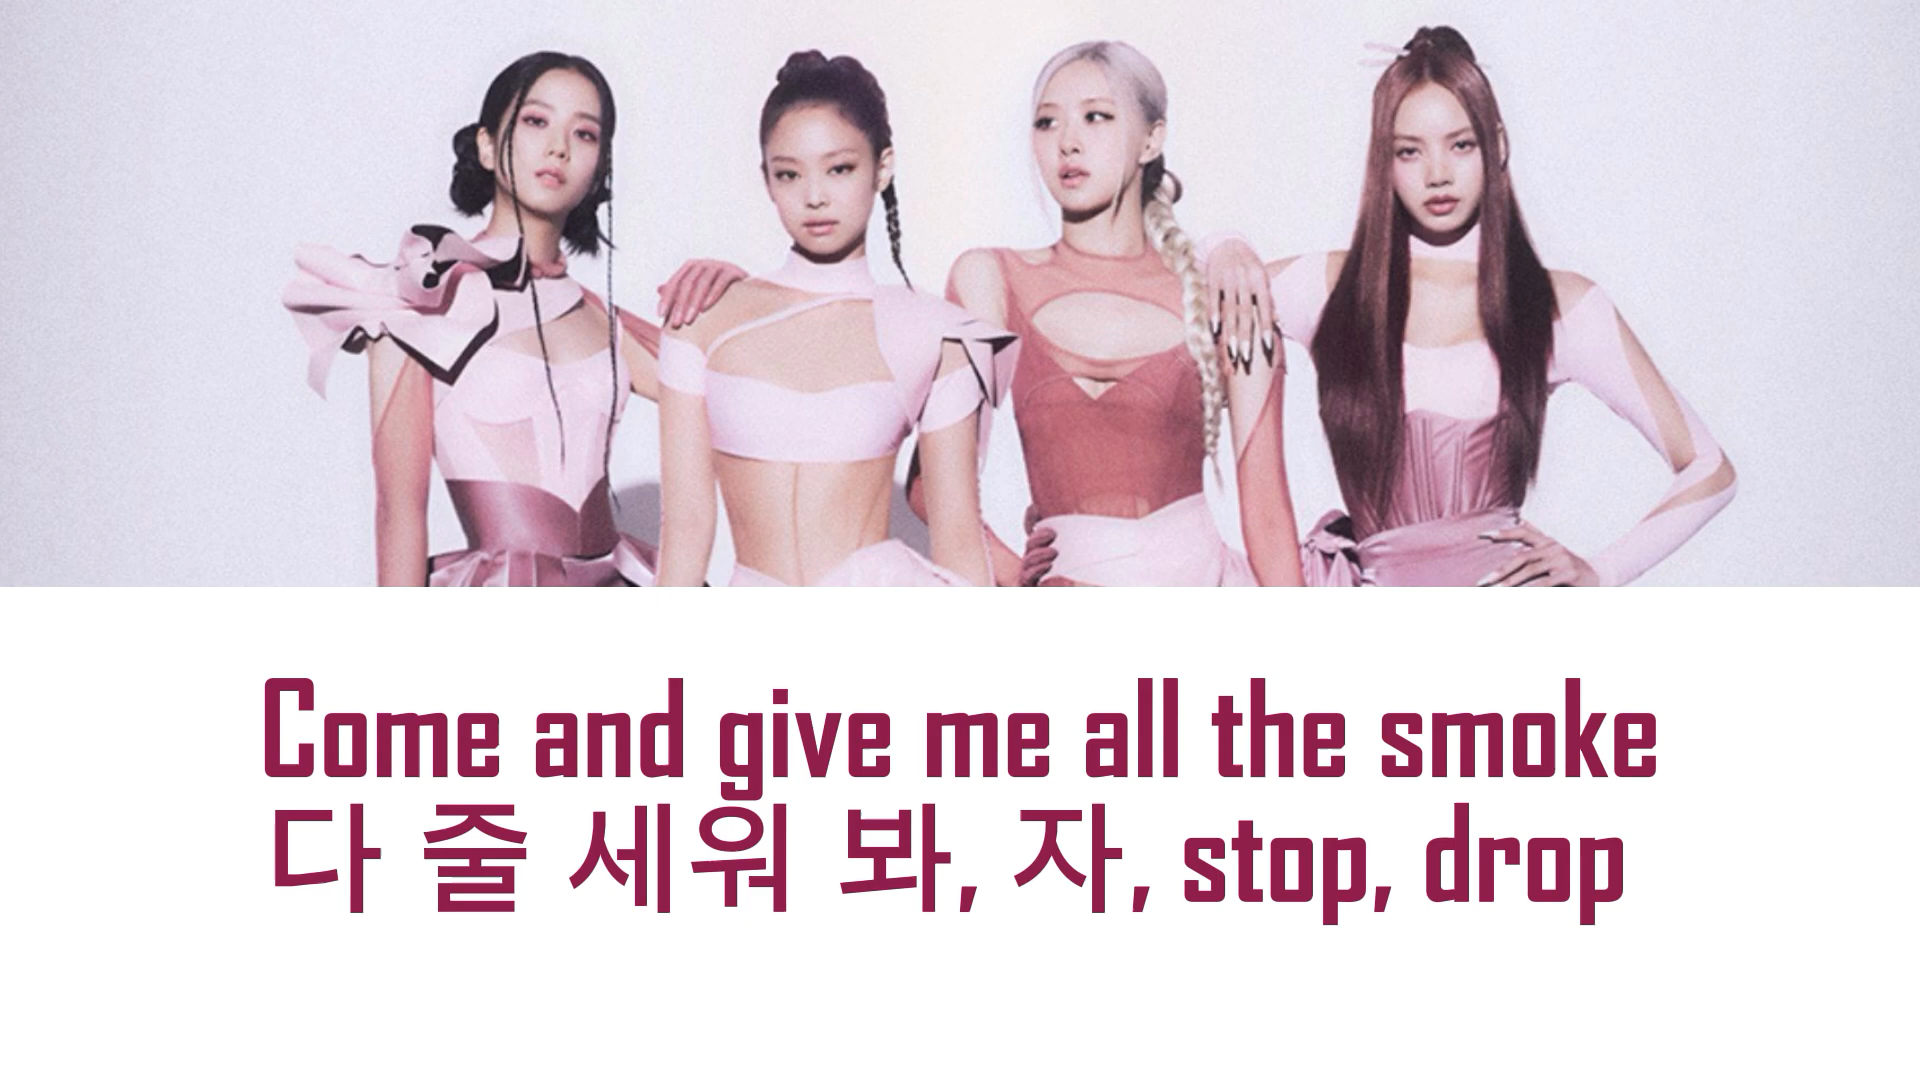 Come and give me all the smoke
다 줄 세워 봐, 자, stop, drop